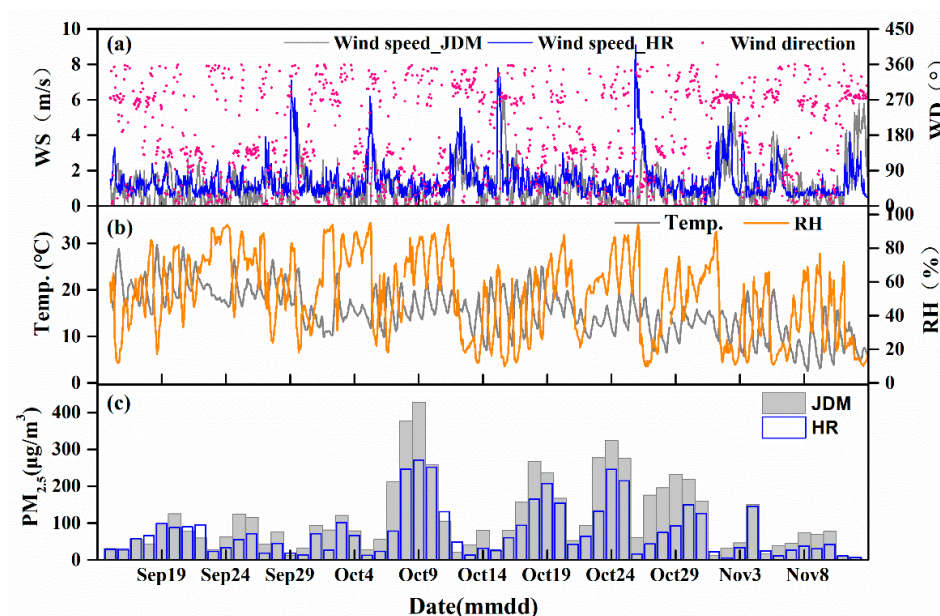 (a)
Wind speed_JDM
Wind speed_HR
Wind direction
WS (m/s)
10
8
6
4
2
0
WD (°)
450
360
270
180
90
0
(b)
Temp.
RH
Temp. (℃)
30
20
10
0
RH (%)
100
80
60
40
20
0
(c)
JDM
HR
PM2.5(μg/m3
400
300
200
100
0
Sep19 Sep24 Sep29 Oct4 Oct9 Oct14 Oct19 Oct24 Oct29 Nov3 Nov8
Date(mmdd)